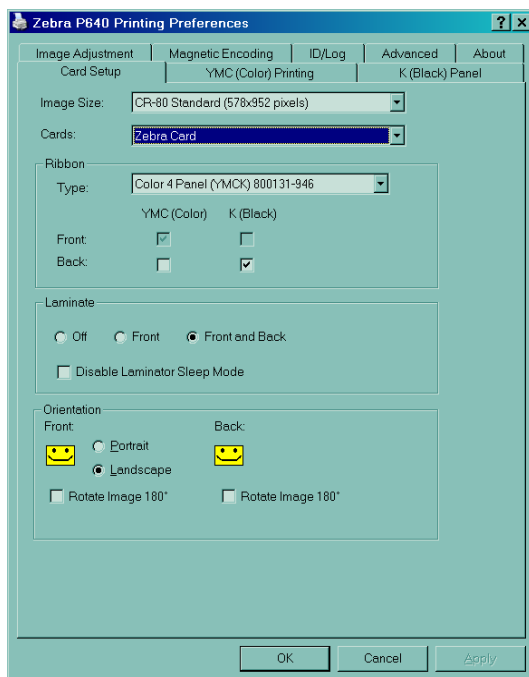 Zebra P640 Printing Preferences
Image Adjustment Magnetic Encoding ID/Log Advanced About
Card Setup YMC (Color) Printing K (Black) Panel
Image Size: CR-80 Standard (578x952 pixels)
Cards: Zebra Card
Ribbon
Type: Color 4 Panel (YMCK) 800131-946
YMC (Color) K (Black)
Front:
Back:
Laminate
Off Front Front and Back
Disable Laminator Sleep Mode
Orientation
Front: Back:
Portrait
Landscape
Rotate Image 180° Rotate Image 180°
OK Cancel Apply